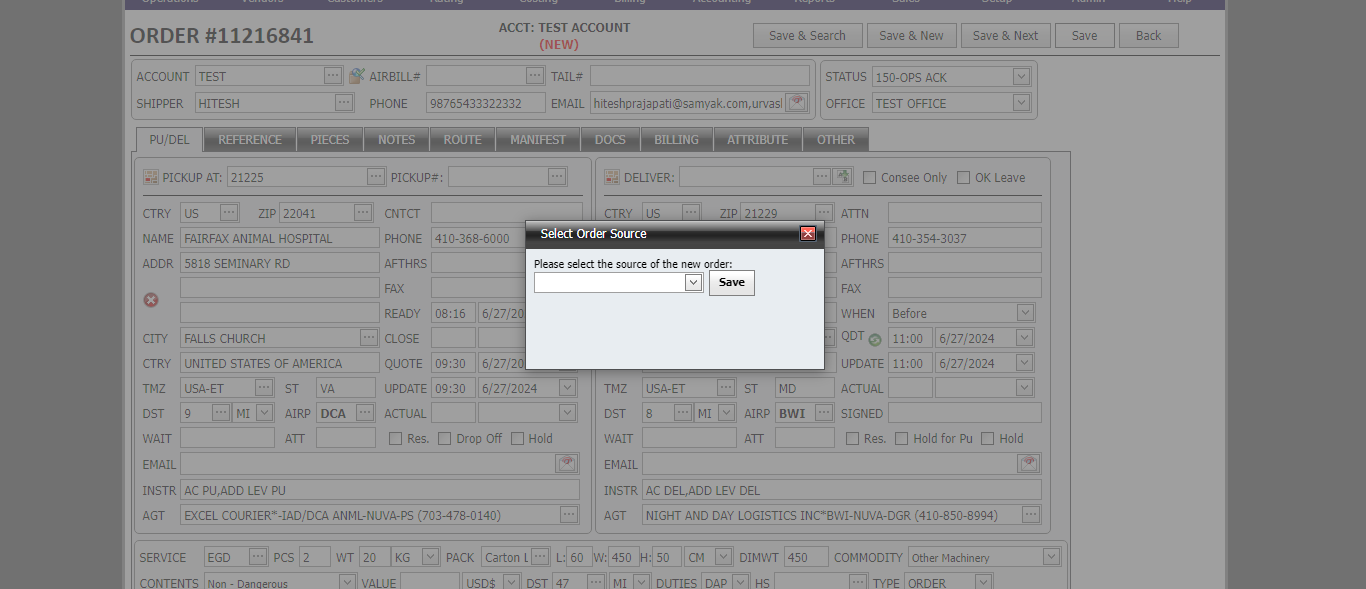 Operations Vendors Customers Rating Closing Billing Accounting Reports Sales Setup Admin Help
ORDER #11216841
ACCT: TEST ACCOUNT
(NEW)
Save & Search Save & New Save & Next Save Back
ACCOUNT TEST AIRBILL# TAIL# STATUS 150-OPS ACK
SHIPPER HITESH PHONE 98765433322332 EMAIL hiteshprajapati@samyak.com,urvasl OFFICE TEST OFFICE
PU/DEL REFERENCE PIECES NOTES ROUTE MANIFEST DOCS BILLING ATTRIBUTE OTHER
PICKUP AT: 21225 PICKUP#: DELIVER: Consee Only OK Leave
CTRY US ZIP 22041 CNTCT CTRY US ZIP 21229 ATTN
NAME FAIRFAX ANIMAL HOSPITAL PHONE 410-368-6000 PHONE 410-354-3037
Select Order Source
ADDR 5818 SEMINARY RD AFTHRS AFTHRS
Please select the source of the new order:
Save
FAX FAX
READY 08:16 6/27/20 WHEN Before
CITY FALLS CHURCH CLOSE QDT 11:00 6/27/2024
CTRY UNITED STATES OF AMERICA QUOTE 09:30 6/27/20 UPDATE 11:00 6/27/2024
TMZ USA-ET ST VA UPDATE 09:30 6/27/2024 TMZ USA-ET ST MD ACTUAL
DST 9 MI AIRP DCA ACTUAL DST 8 MI AIRP BWI SIGNED
WAIT ATT Res. Drop Off Hold WAIT ATT Res. Hold for Pu Hold
EMAIL EMAIL
INSTR AC PU,ADD LEV PU INSTR AC DEL,ADD LEV DEL
AGT EXCEL COURIER*-IAD/DCA ANML-NUVA-PS (703-478-0140) AGT NIGHT AND DAY LOGISTICS INC*BWI-NUVA-DGR (410-850-8994)
SERVICE EGD PCS 2 WT 20 KG PACK Carton L L: 60 W: 450 H: 50 CM DIMWT 450 COMMODITY Other Machinery
CONTENTS Non - Dangerous VALUE USD$ DST 47 MI DUTIES DAP HS TYPE ORDER